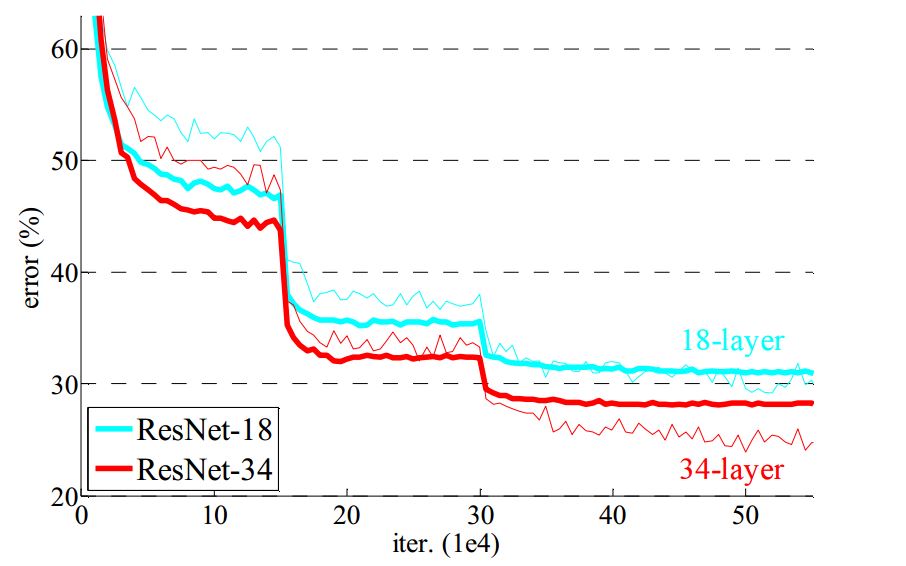 60
50
40
30
20
error (%)
18-layer
34-layer
ResNet-18
ResNet-34
0 10 20 30 40 50
iter. (1e4)